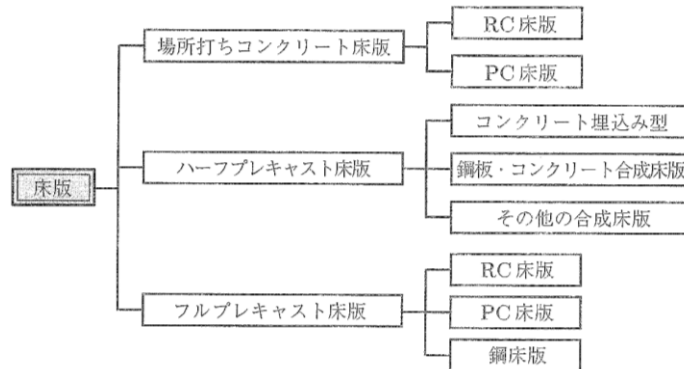 床版
場所打ちコンクリート床版
RC床版
PC床版
ハーフプレキャスト床版
コンクリート埋込み型
鋼板・コンクリート合成床版
その他の合成床版
フルプレキャスト床版
RC床版
PC床版
鋼床版